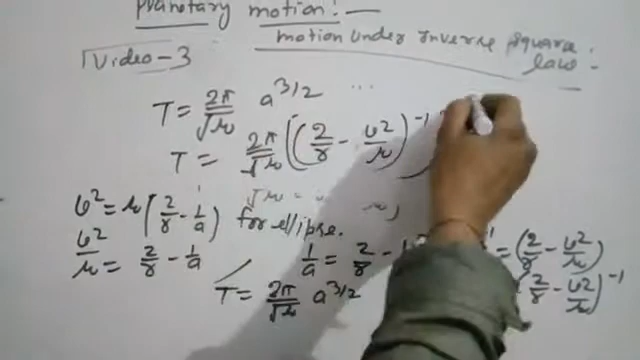 Planetary motion:—
motion under inverse square law:-
Video-3
T = 2π/√μ a^3/2 ...
T = 2π/√μ [(2/r - v²/μ)^-1
v² = μ(2/r - 1/a) for ellipse.
v²/μ = 2/r - 1/a
1/a = 2/r -
= (2/r - v²/μ)
T = 2π/√μ a^3/2
(2/r - v²/μ)^-1